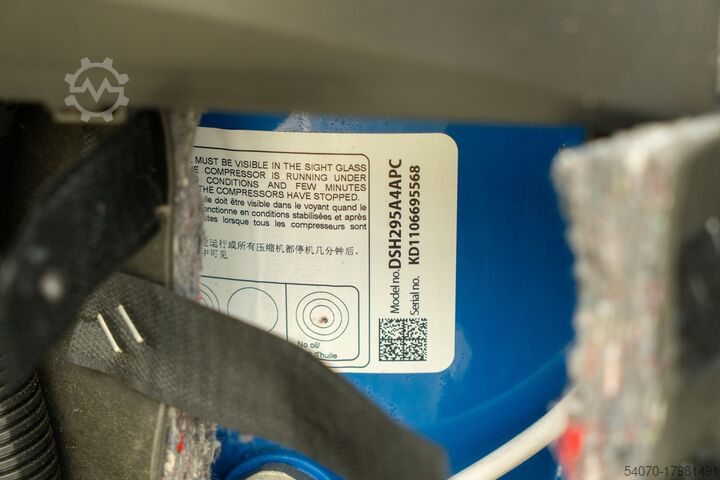 MUST BE VISIBLE IN THE SIGHT GLASS
COMPRESSOR IS RUNNING UNDER
CONDITIONS AND FEW MINUTES
THE COMPRESSORS HAVE STOPPED.
doit être visible dans le voyant quand le
fonctionne en conditions stabilisées et après
lorsque tous les compresseurs sont
运行或所有压缩机都停机几分钟后，
中可见
No oil/
d'huile
Model no. DSH295A4APC
Serial no. KD1106695568
54070-17981491